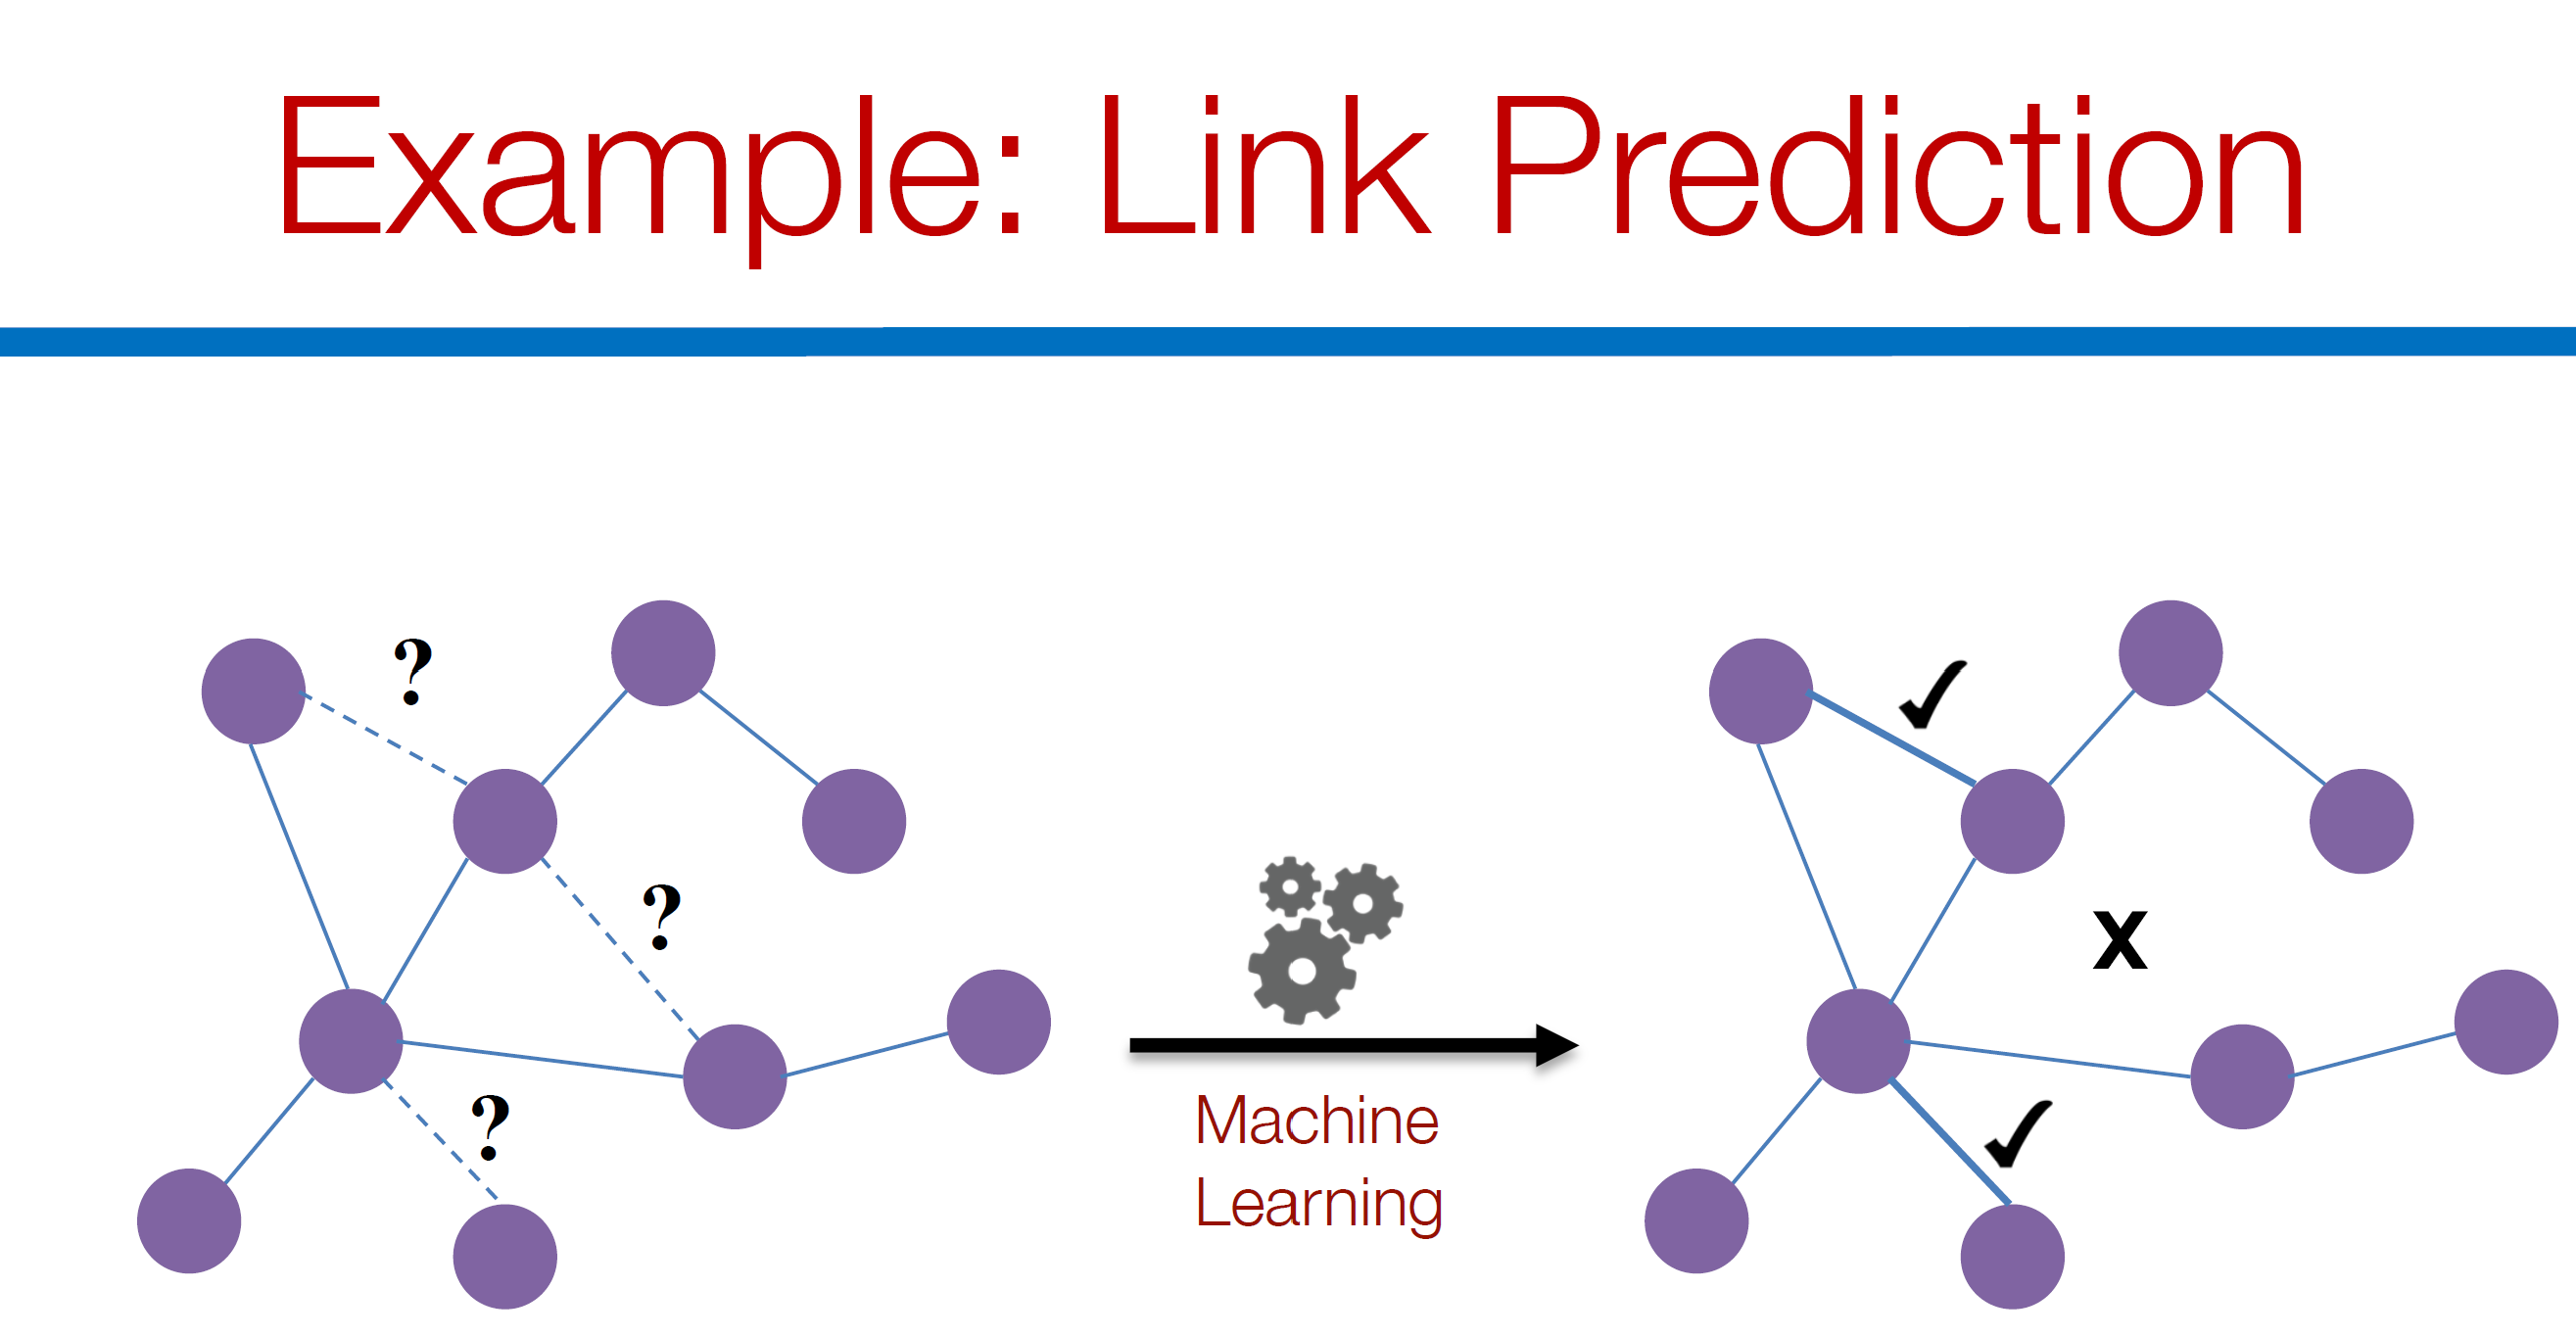 Example: Link Prediction
?
?
?
✓
X
✓
Machine
Learning